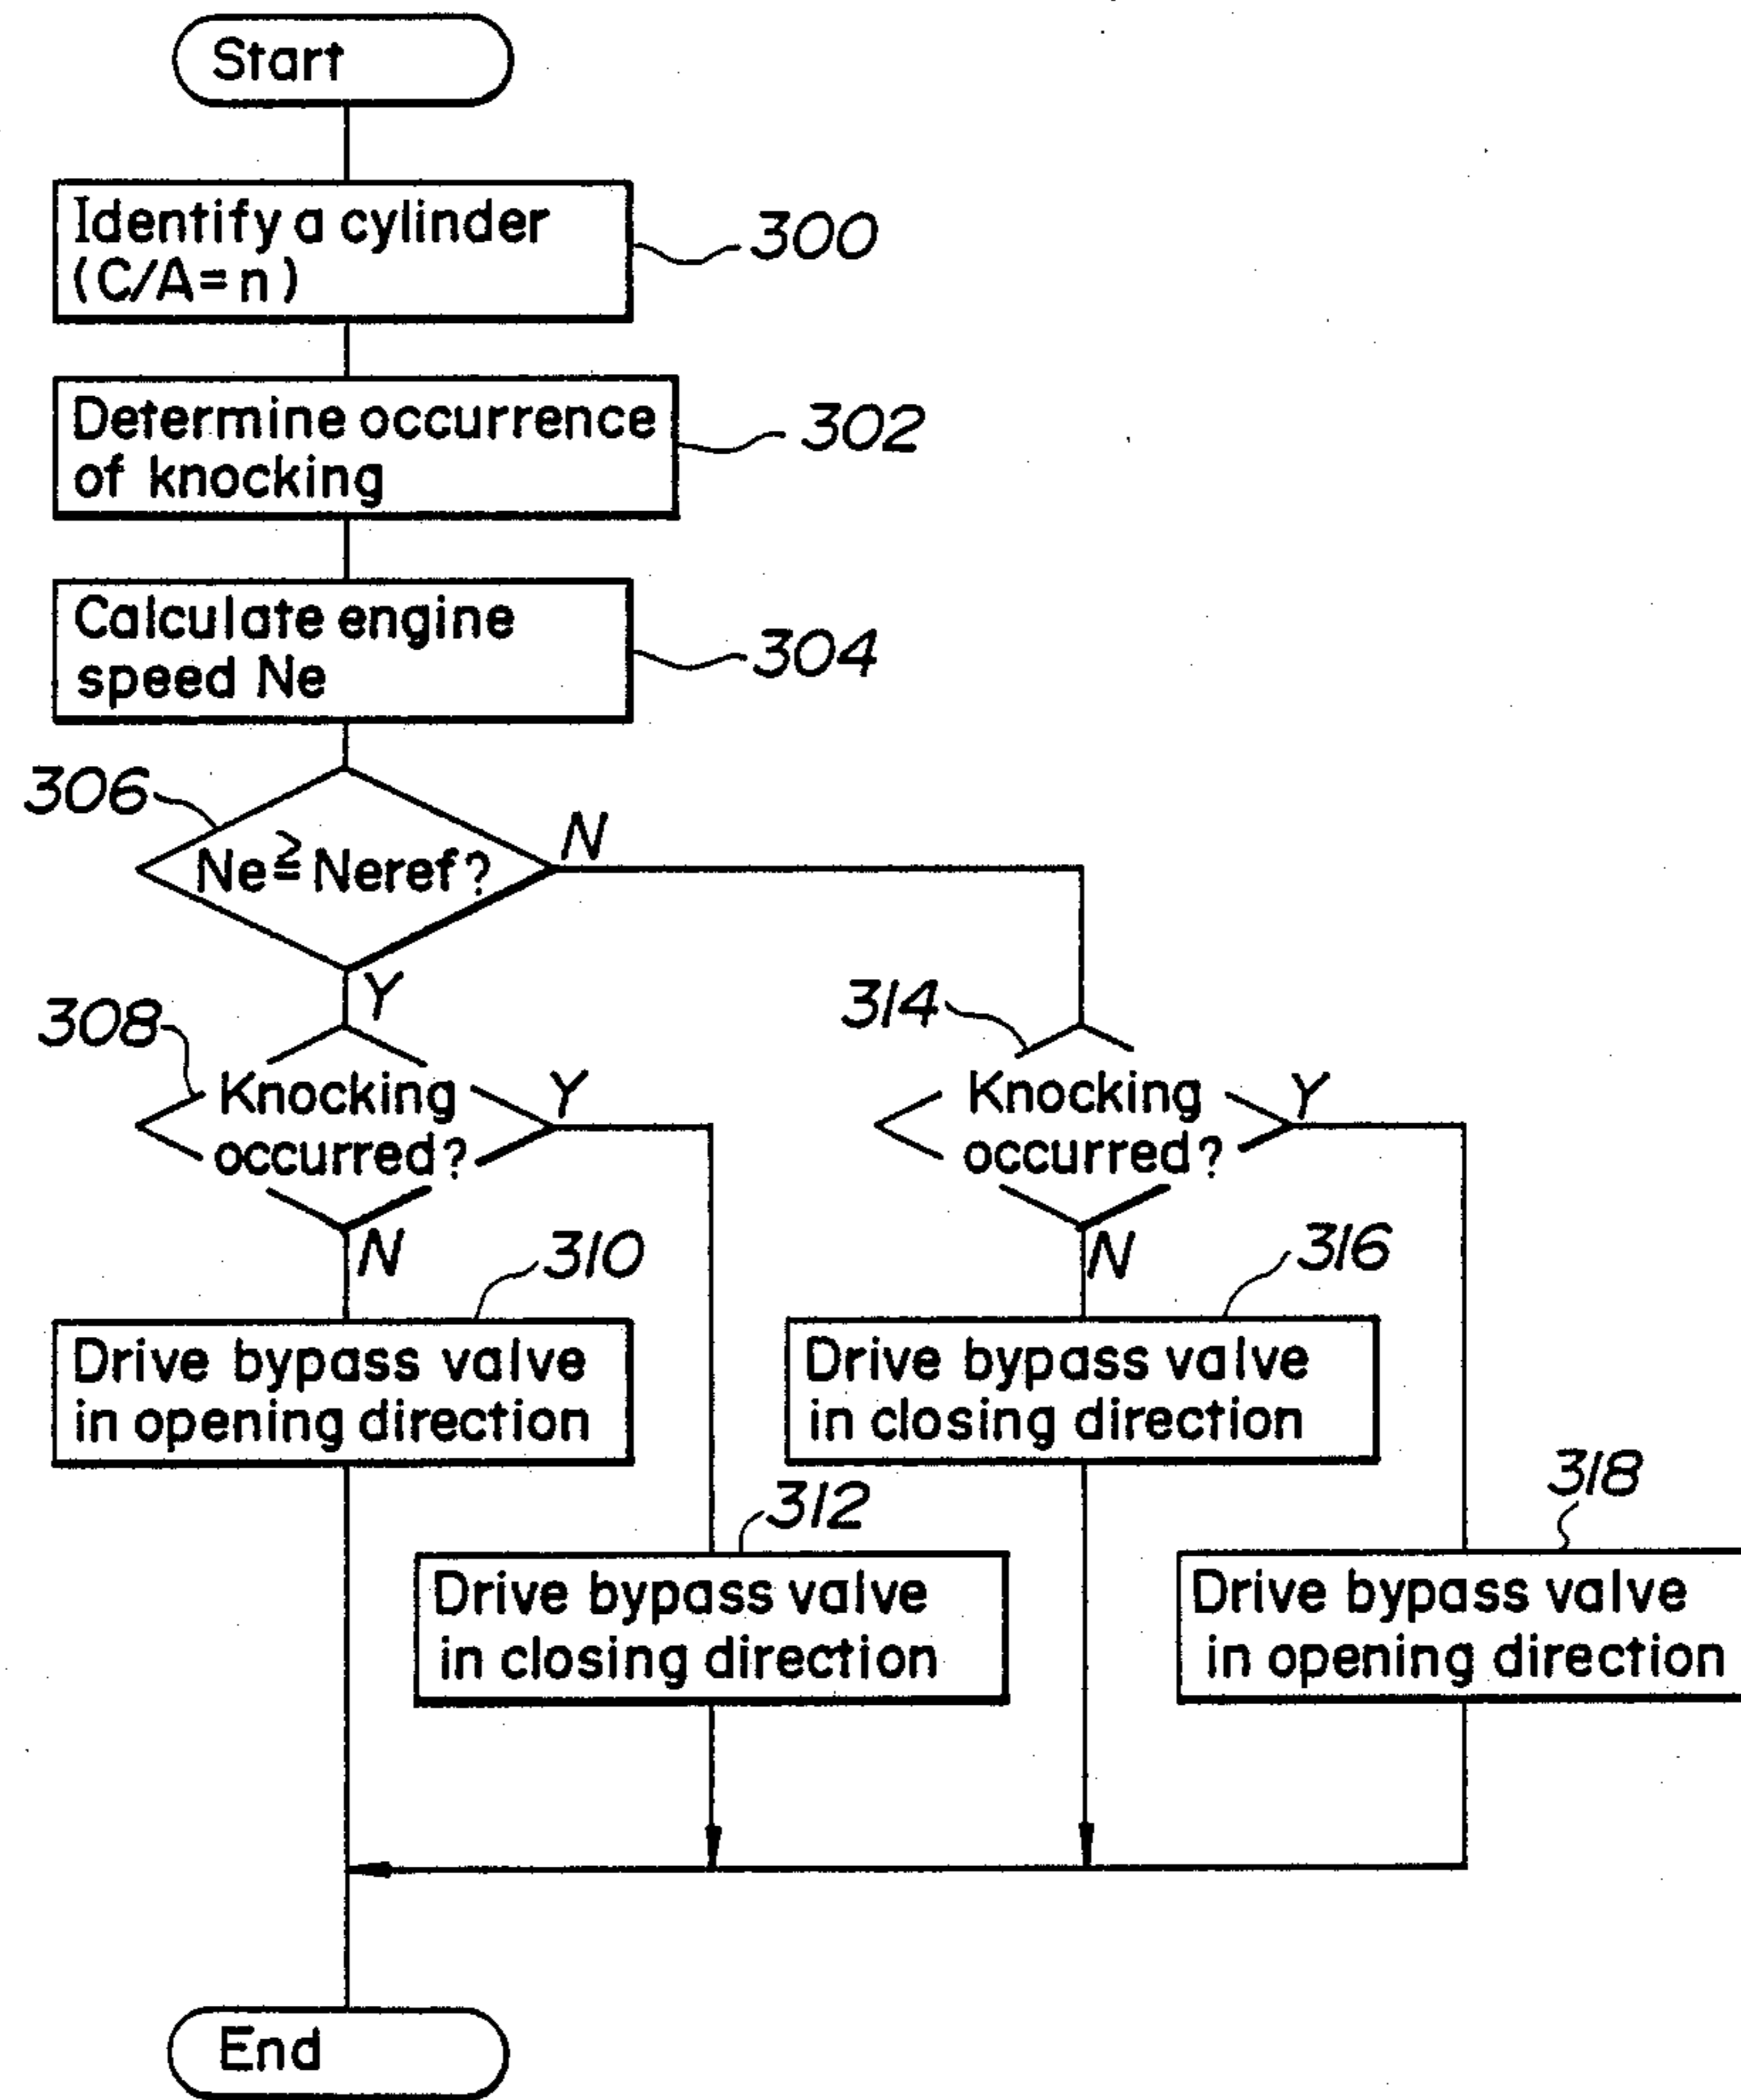 Start
Identify a cylinder
(C/A=n)
300
Determine occurrence
of knocking
302
Calculate engine
speed Ne
304
306
Ne≧Neref?
N
Y
308
Knocking
occurred?
Y
N
314
Knocking
occurred?
Y
N
310
Drive bypass valve
in opening direction
316
Drive bypass valve
in closing direction
312
Drive bypass valve
in closing direction
318
Drive bypass valve
in opening direction
End